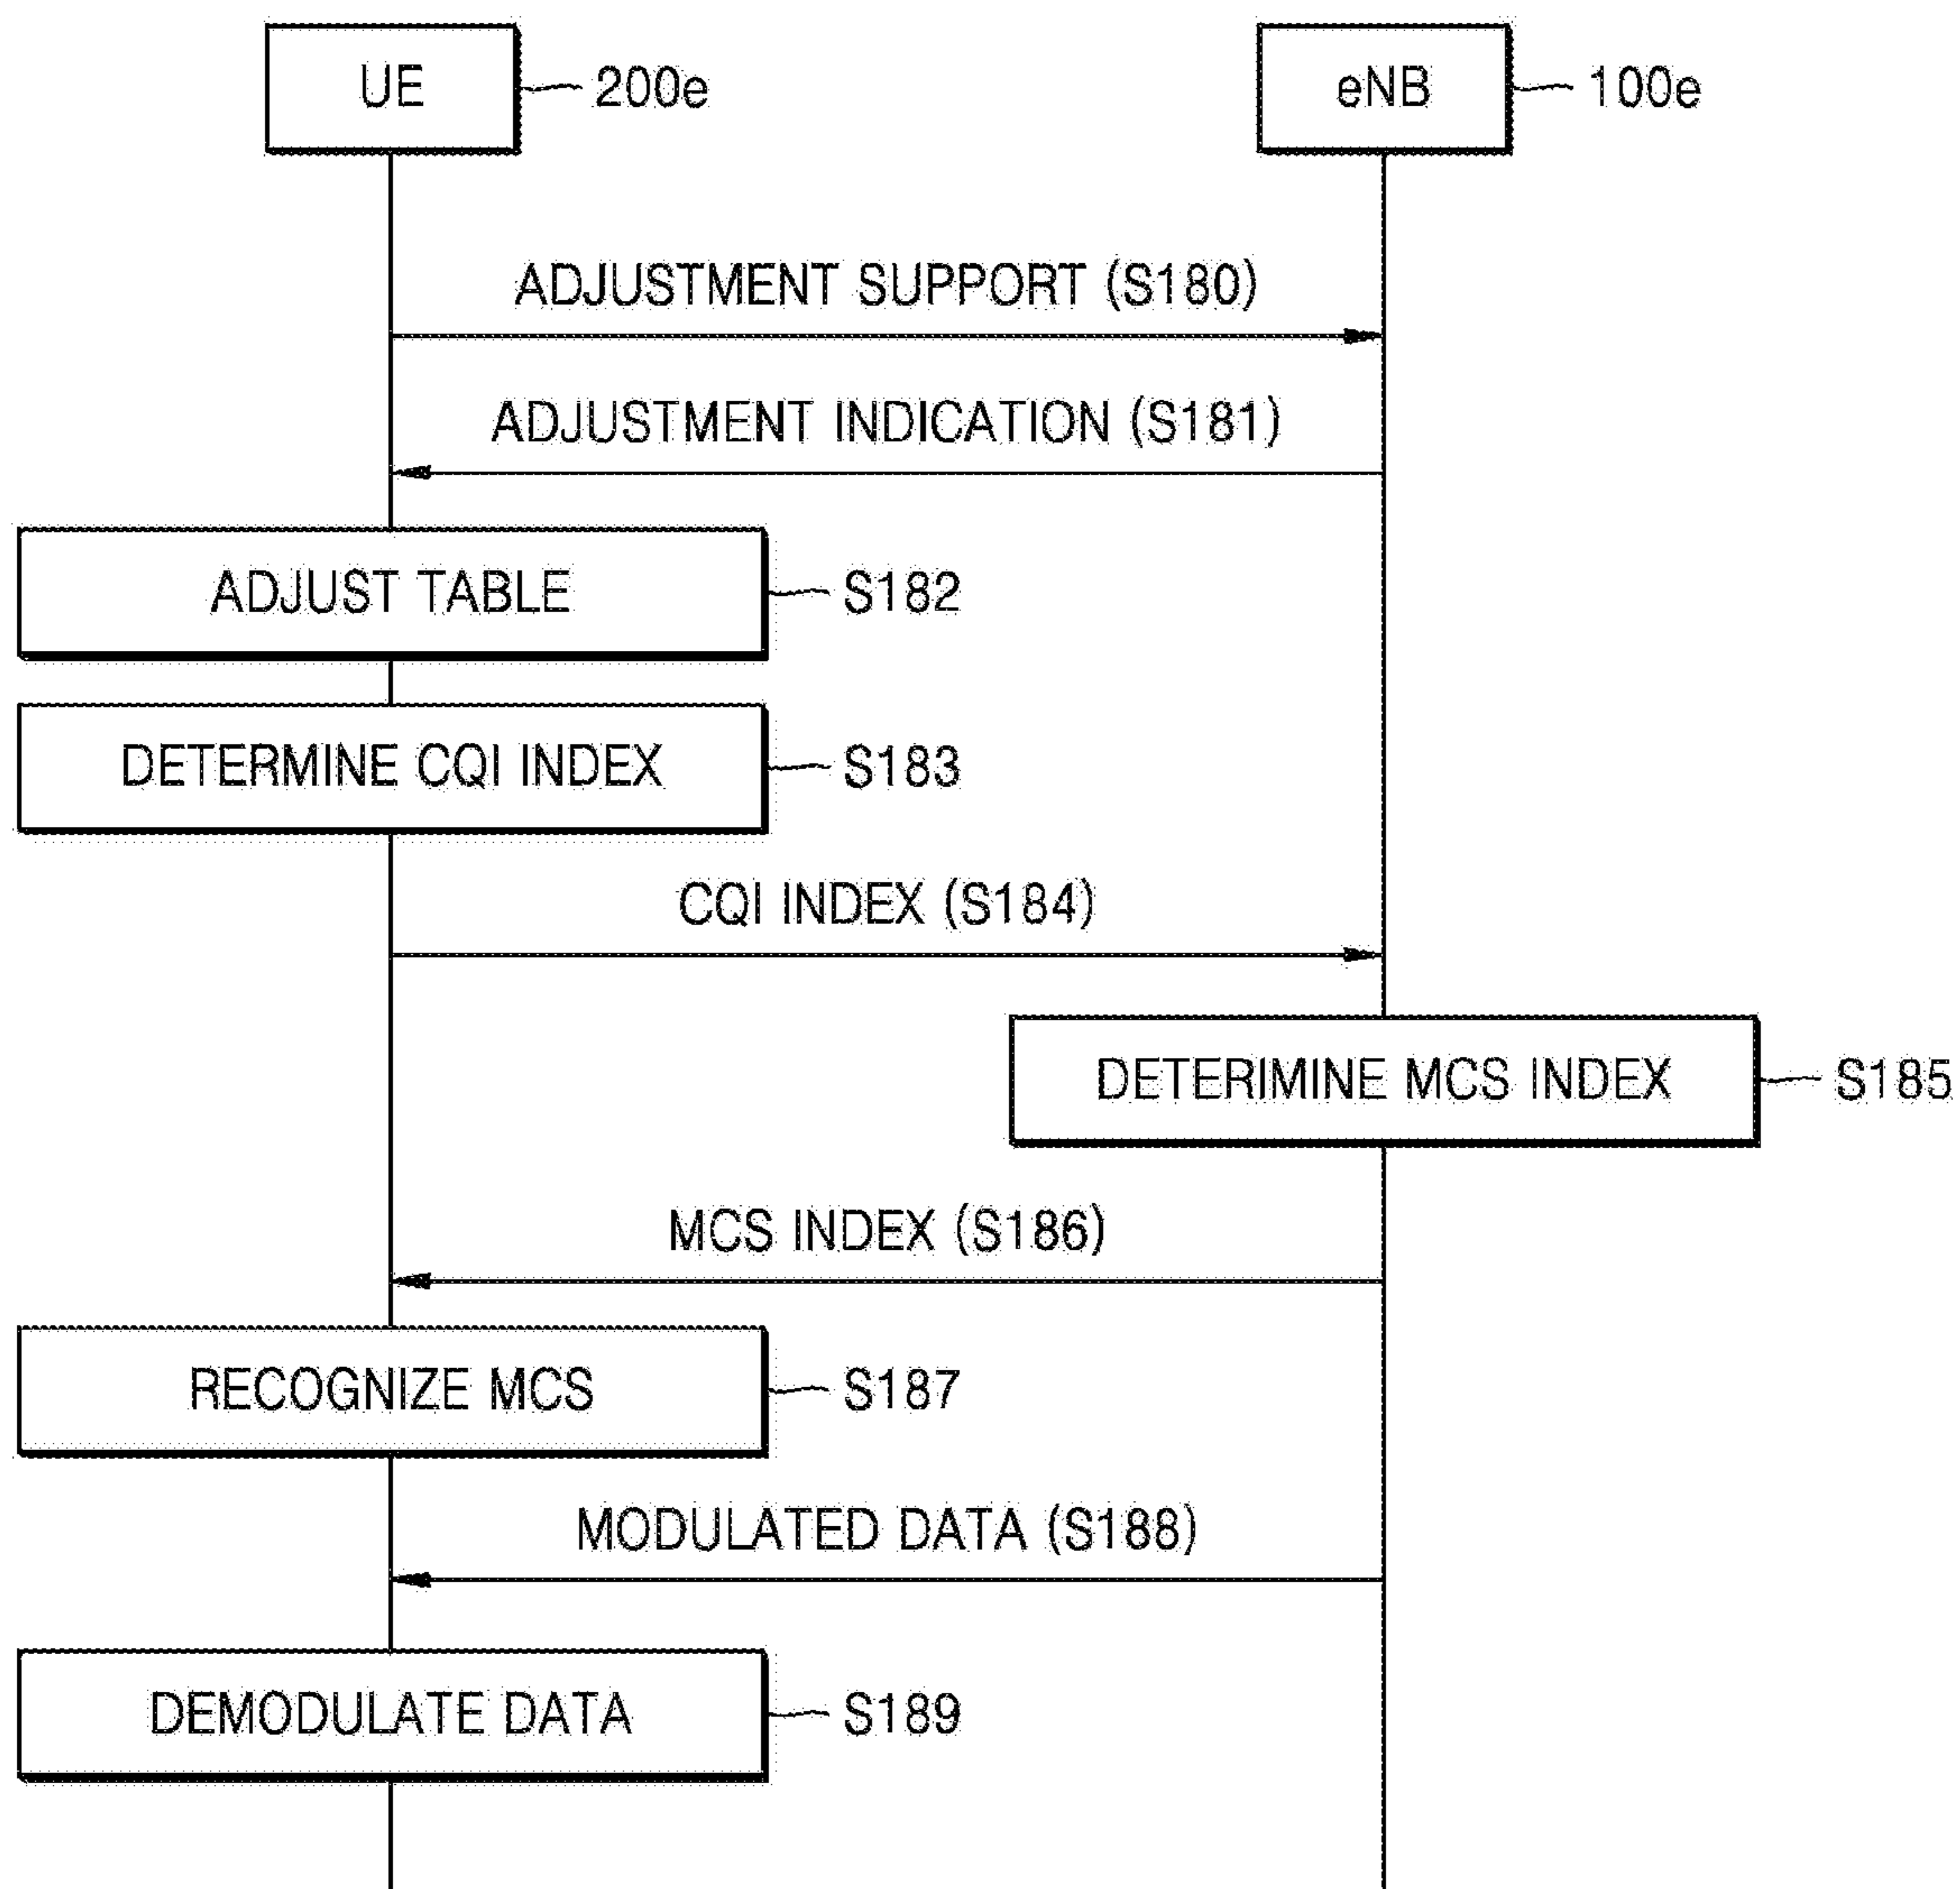 UE
200e
eNB
100e
ADJUSTMENT SUPPORT (S180)
ADJUSTMENT INDICATION (S181)
ADJUST TABLE
S182
DETERMINE CQI INDEX
S183
CQI INDEX (S184)
DETERIMINE MCS INDEX
S185
MCS INDEX (S186)
RECOGNIZE MCS
S187
MODULATED DATA (S188)
DEMODULATE DATA
S189